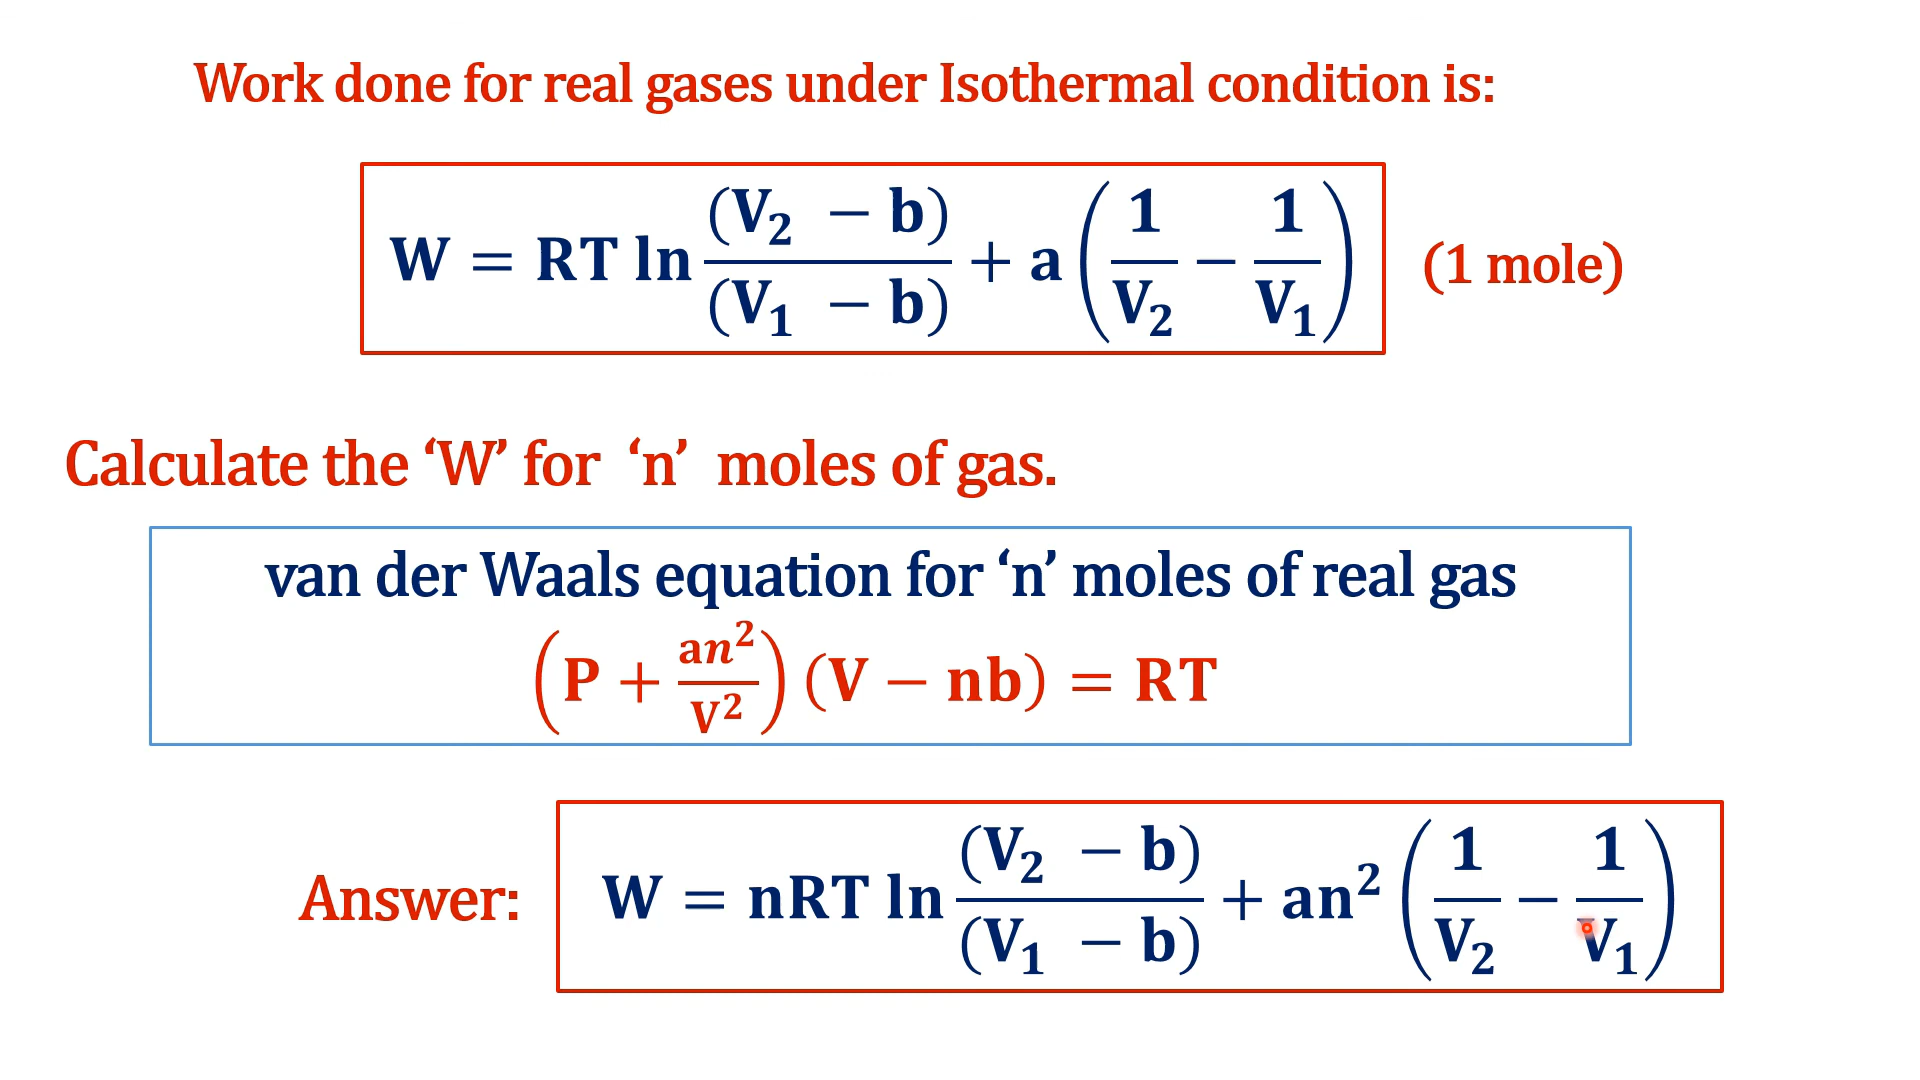 Work done for real gases under Isothermal condition is:
W = RT ln (V₂ − b)/(V₁ − b) + a(1/V₂ − 1/V₁) (1 mole)
Calculate the ‘W’ for ‘n’ moles of gas.
van der Waals equation for ‘n’ moles of real gas
(P + an²/V²) (V − nb) = RT
Answer: W = nRT ln (V₂ − b)/(V₁ − b) + an² (1/V₂ − 1/V₁)